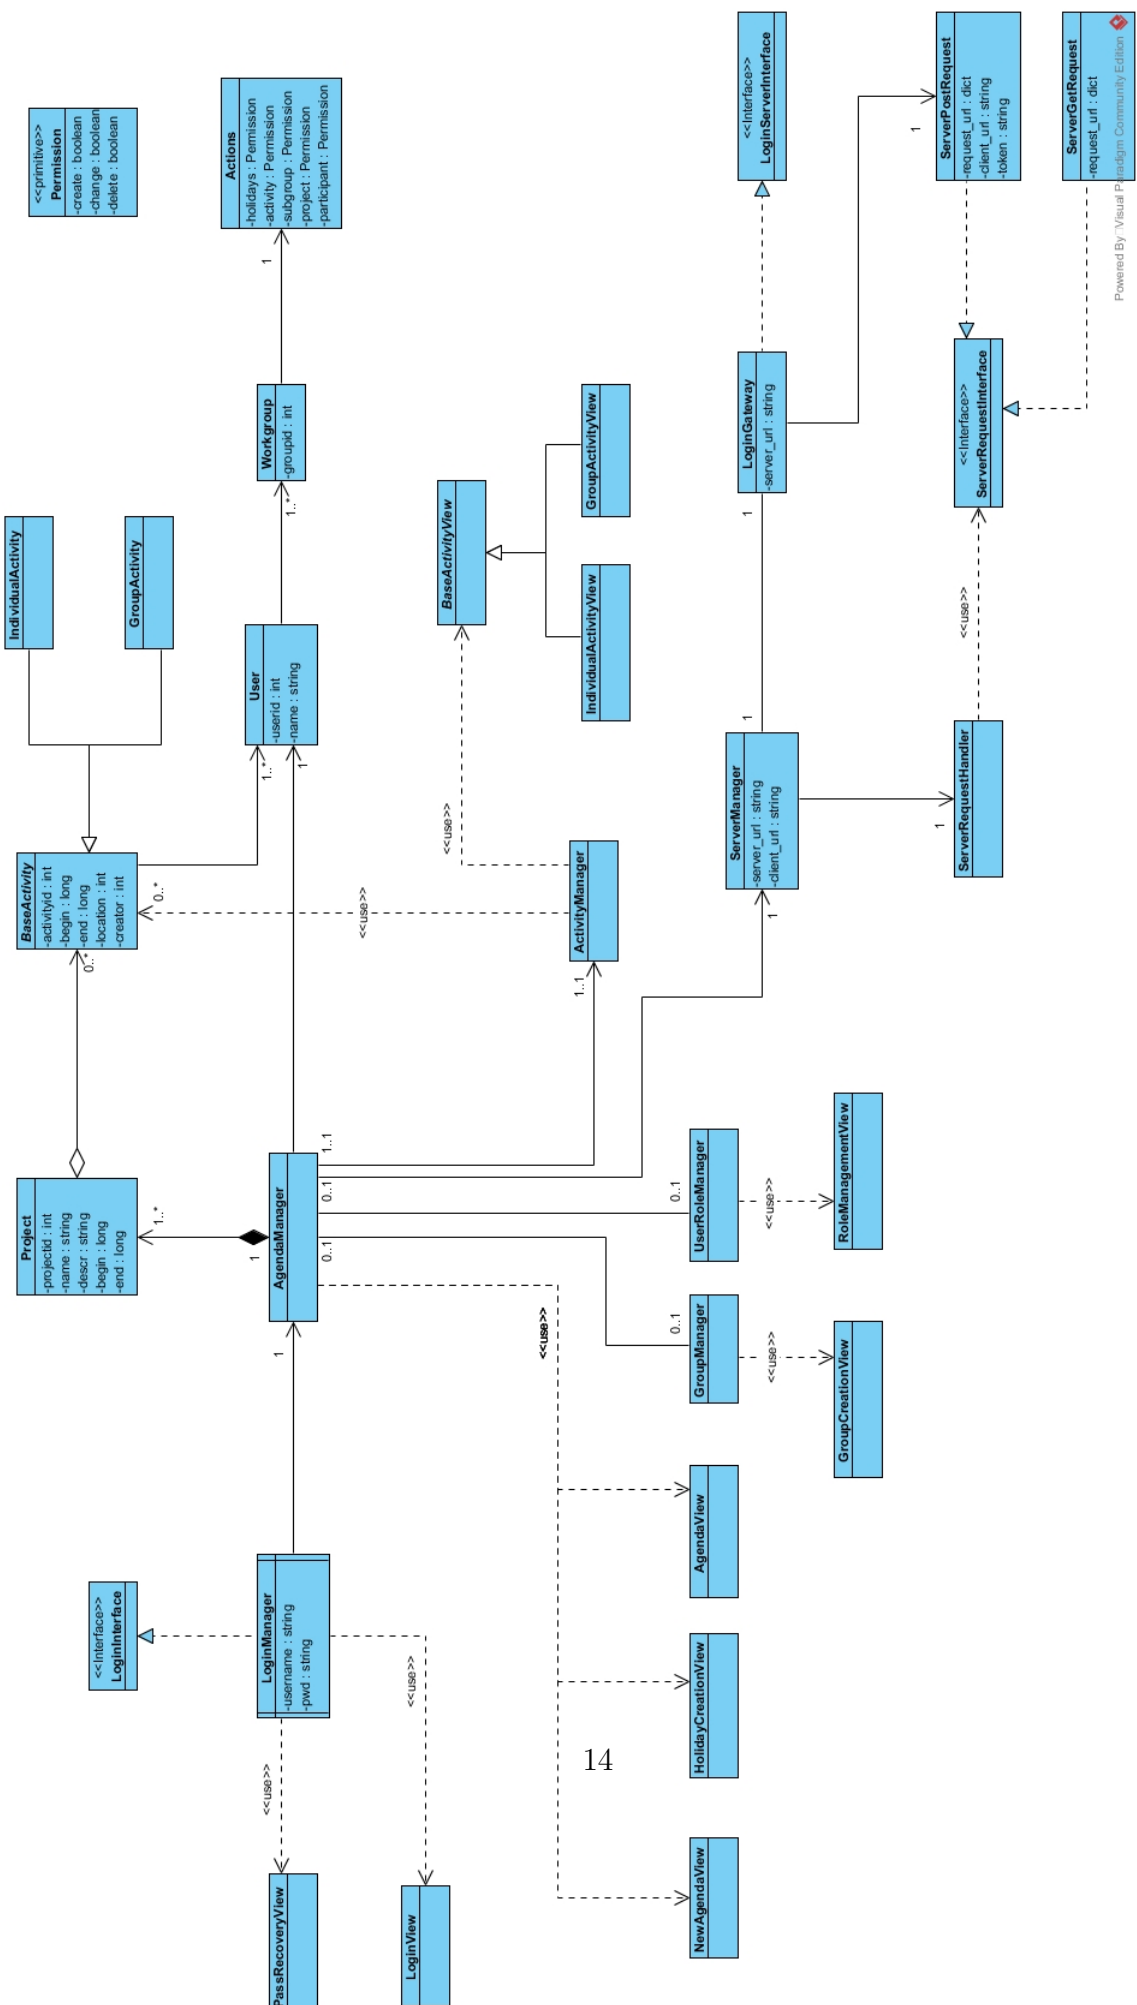 <<primitive>>
Permission
-create : boolean
-change : boolean
-delete : boolean
Actions
-holidays : Permission
-activity : Permission
-subgroup : Permission
-project : Permission
-participant : Permission
1
Workgroup
-groupid : int
1..*
IndividualActivity
GroupActivity
User
-userid : int
-name : string
1..*
1
BaseActivity
-activityid : int
-begin : long
-end : long
-location : int
-creator : int
0..*
0..*
Project
-projectid : int
-name : string
-descr : string
-begin : long
-end : long
1..*
1
AgendaManager
1..1
0..1
0..1
1
<<Interface>>
LoginInterface
LoginManager
-username : string
-pwd : string
<<use>>
<<use>>
PassRecoveryView
LoginView
BaseActivityView
GroupActivityView
IndividualActivityView
<<use>>
<<use>>
ActivityManager
1..1
<<use>>
UserRoleManager
0..1
<<use>>
RoleManagementView
GroupManager
0..1
<<use>>
GroupCreationView
AgendaView
HolidayCreationView
NewAgendaView
<<Interface>>
LoginServerInterface
LoginGateway
-server_url : string
1
1
ServerManager
-server_url : string
-client_url : string
1
1
ServerRequestHandler
<<use>>
<<Interface>>
ServerRequestInterface
1
ServerPostRequest
-request_url : dict
-client_url : string
-token : string
ServerGetRequest
-request_url : dict
Powered By Visual Paradigm Community Edition
14